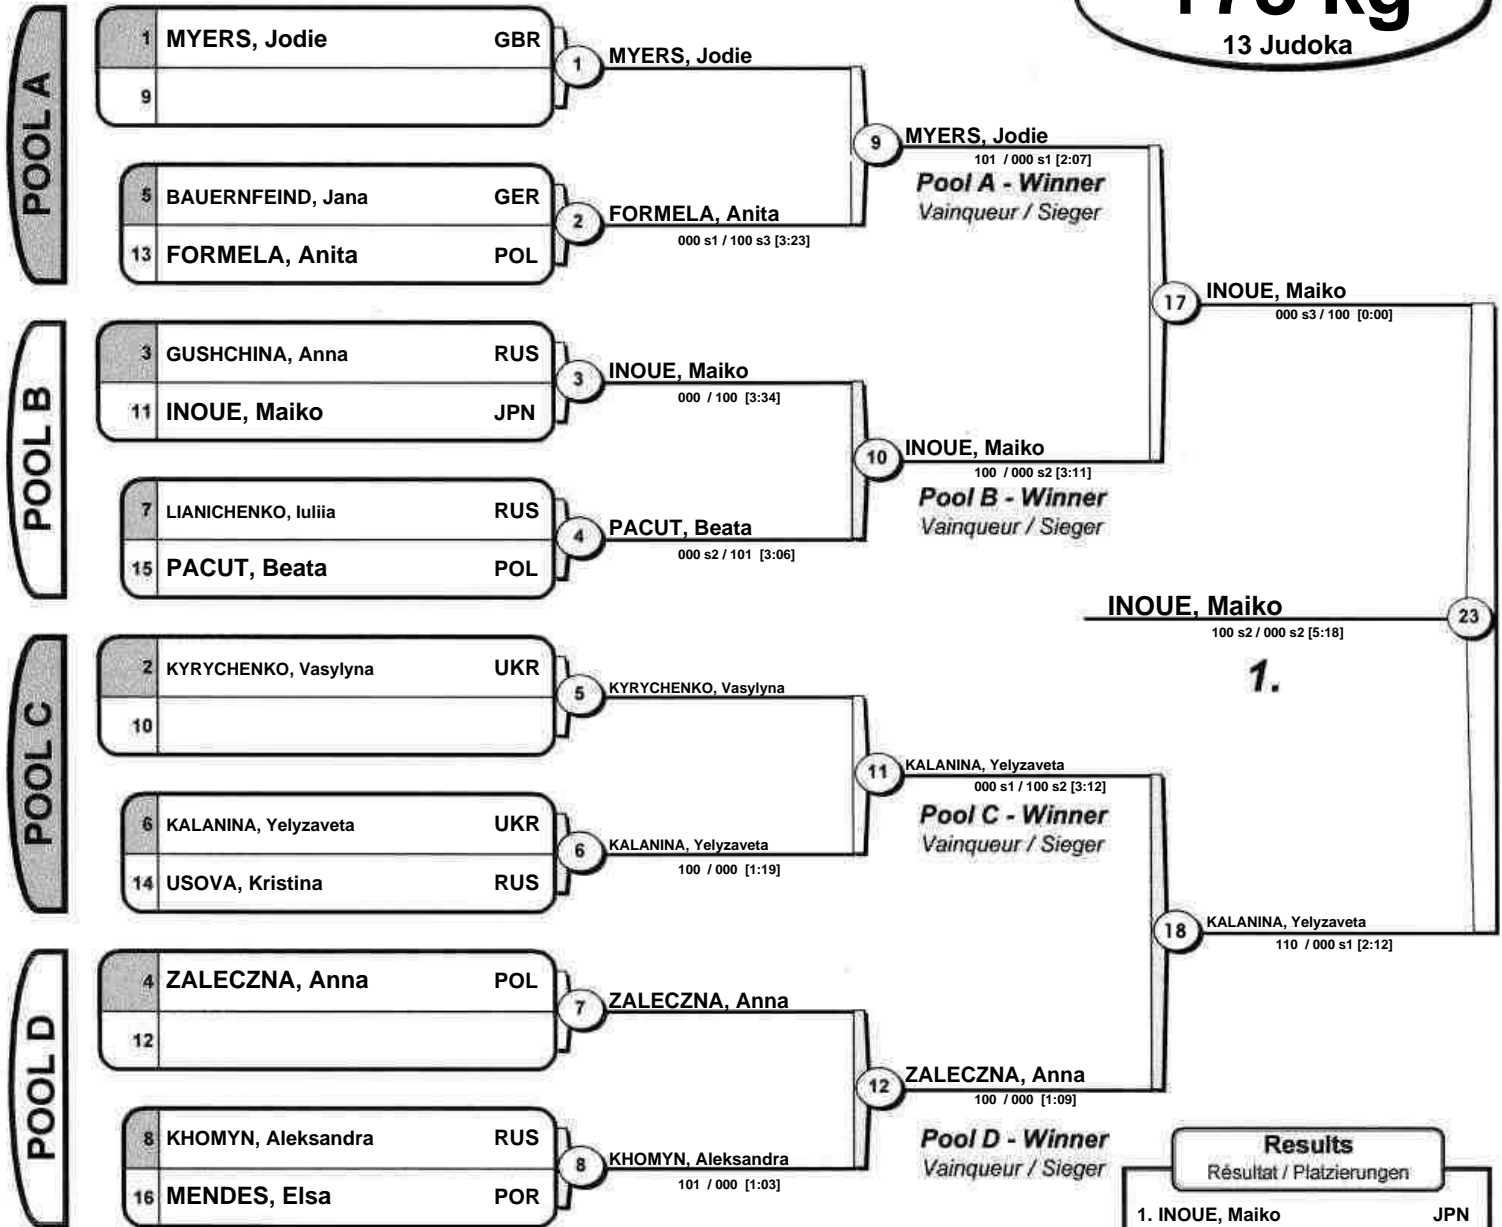 13 Judoka
POOL A
1 MYERS, Jodie GBR
9
1 MYERS, Jodie
5 BAUERNFEIND, Jana GER
13 FORMELA, Anita POL
2 FORMELA, Anita
000 s1 / 100 s3 [3:23]
9 MYERS, Jodie
101 / 000 s1 [2:07]
Pool A - Winner
Vainqueur / Sieger
POOL B
3 GUSHCHINA, Anna RUS
11 INOUE, Maiko JPN
3 INOUE, Maiko
000 / 100 [3:34]
7 LIANICHENKO, Iuliia RUS
15 PACUT, Beata POL
4 PACUT, Beata
000 s2 / 101 [3:06]
10 INOUE, Maiko
100 / 000 s2 [3:11]
Pool B - Winner
Vainqueur / Sieger
17 INOUE, Maiko
000 s3 / 100 [0:00]
INOUE, Maiko 23
100 s2 / 000 s2 [5:18]
1.
POOL C
2 KYRYCHENKO, Vasylyna UKR
10
5 KYRYCHENKO, Vasylyna
6 KALANINA, Yelyzaveta UKR
14 USOVA, Kristina RUS
6 KALANINA, Yelyzaveta
100 / 000 [1:19]
11 KALANINA, Yelyzaveta
000 s1 / 100 s2 [3:12]
Pool C - Winner
Vainqueur / Sieger
18 KALANINA, Yelyzaveta
110 / 000 s1 [2:12]
POOL D
4 ZALECZNA, Anna POL
12
7 ZALECZNA, Anna
8 KHOMYN, Aleksandra RUS
16 MENDES, Elsa POR
8 KHOMYN, Aleksandra
101 / 000 [1:03]
12 ZALECZNA, Anna
100 / 000 [1:09]
Pool D - Winner
Vainqueur / Sieger
Results
Résultat / Platzierungen
1. INOUE, Maiko JPN